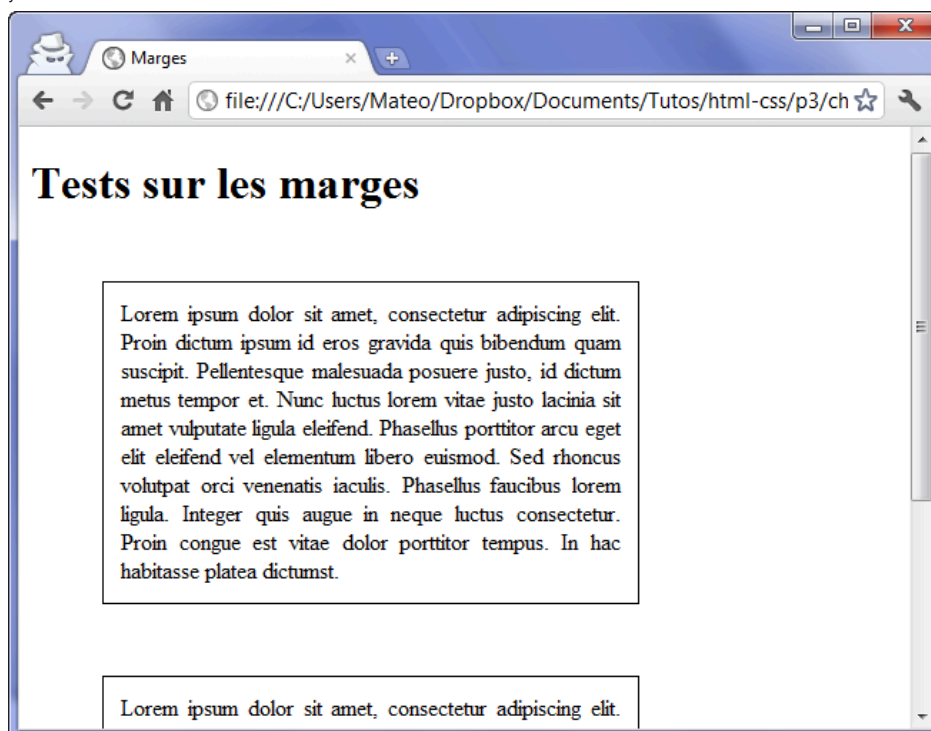 Marges
file:///C:/Users/Mateo/Dropbox/Documents/Tutos/html-css/p3/ch
Tests sur les marges
Lorem ipsum dolor sit amet, consectetur adipiscing elit.
Proin dictum ipsum id eros gravida quis bibendum quam
suscipit. Pellentesque malesuada posuere justo, id dictum
metus tempor et. Nunc luctus lorem vitae justo lacinia sit
amet vulputate ligula eleifend. Phasellus porttitor arcu eget
elit eleifend vel elementum libero euismod. Sed rhoncus
volutpat orci venenatis iaculis. Phasellus faucibus lorem
ligula. Integer quis augue in neque luctus consectetur.
Proin congue est vitae dolor porttitor tempus. In hac
habitasse platea dictumst.
Lorem ipsum dolor sit amet, consectetur adipiscing elit.